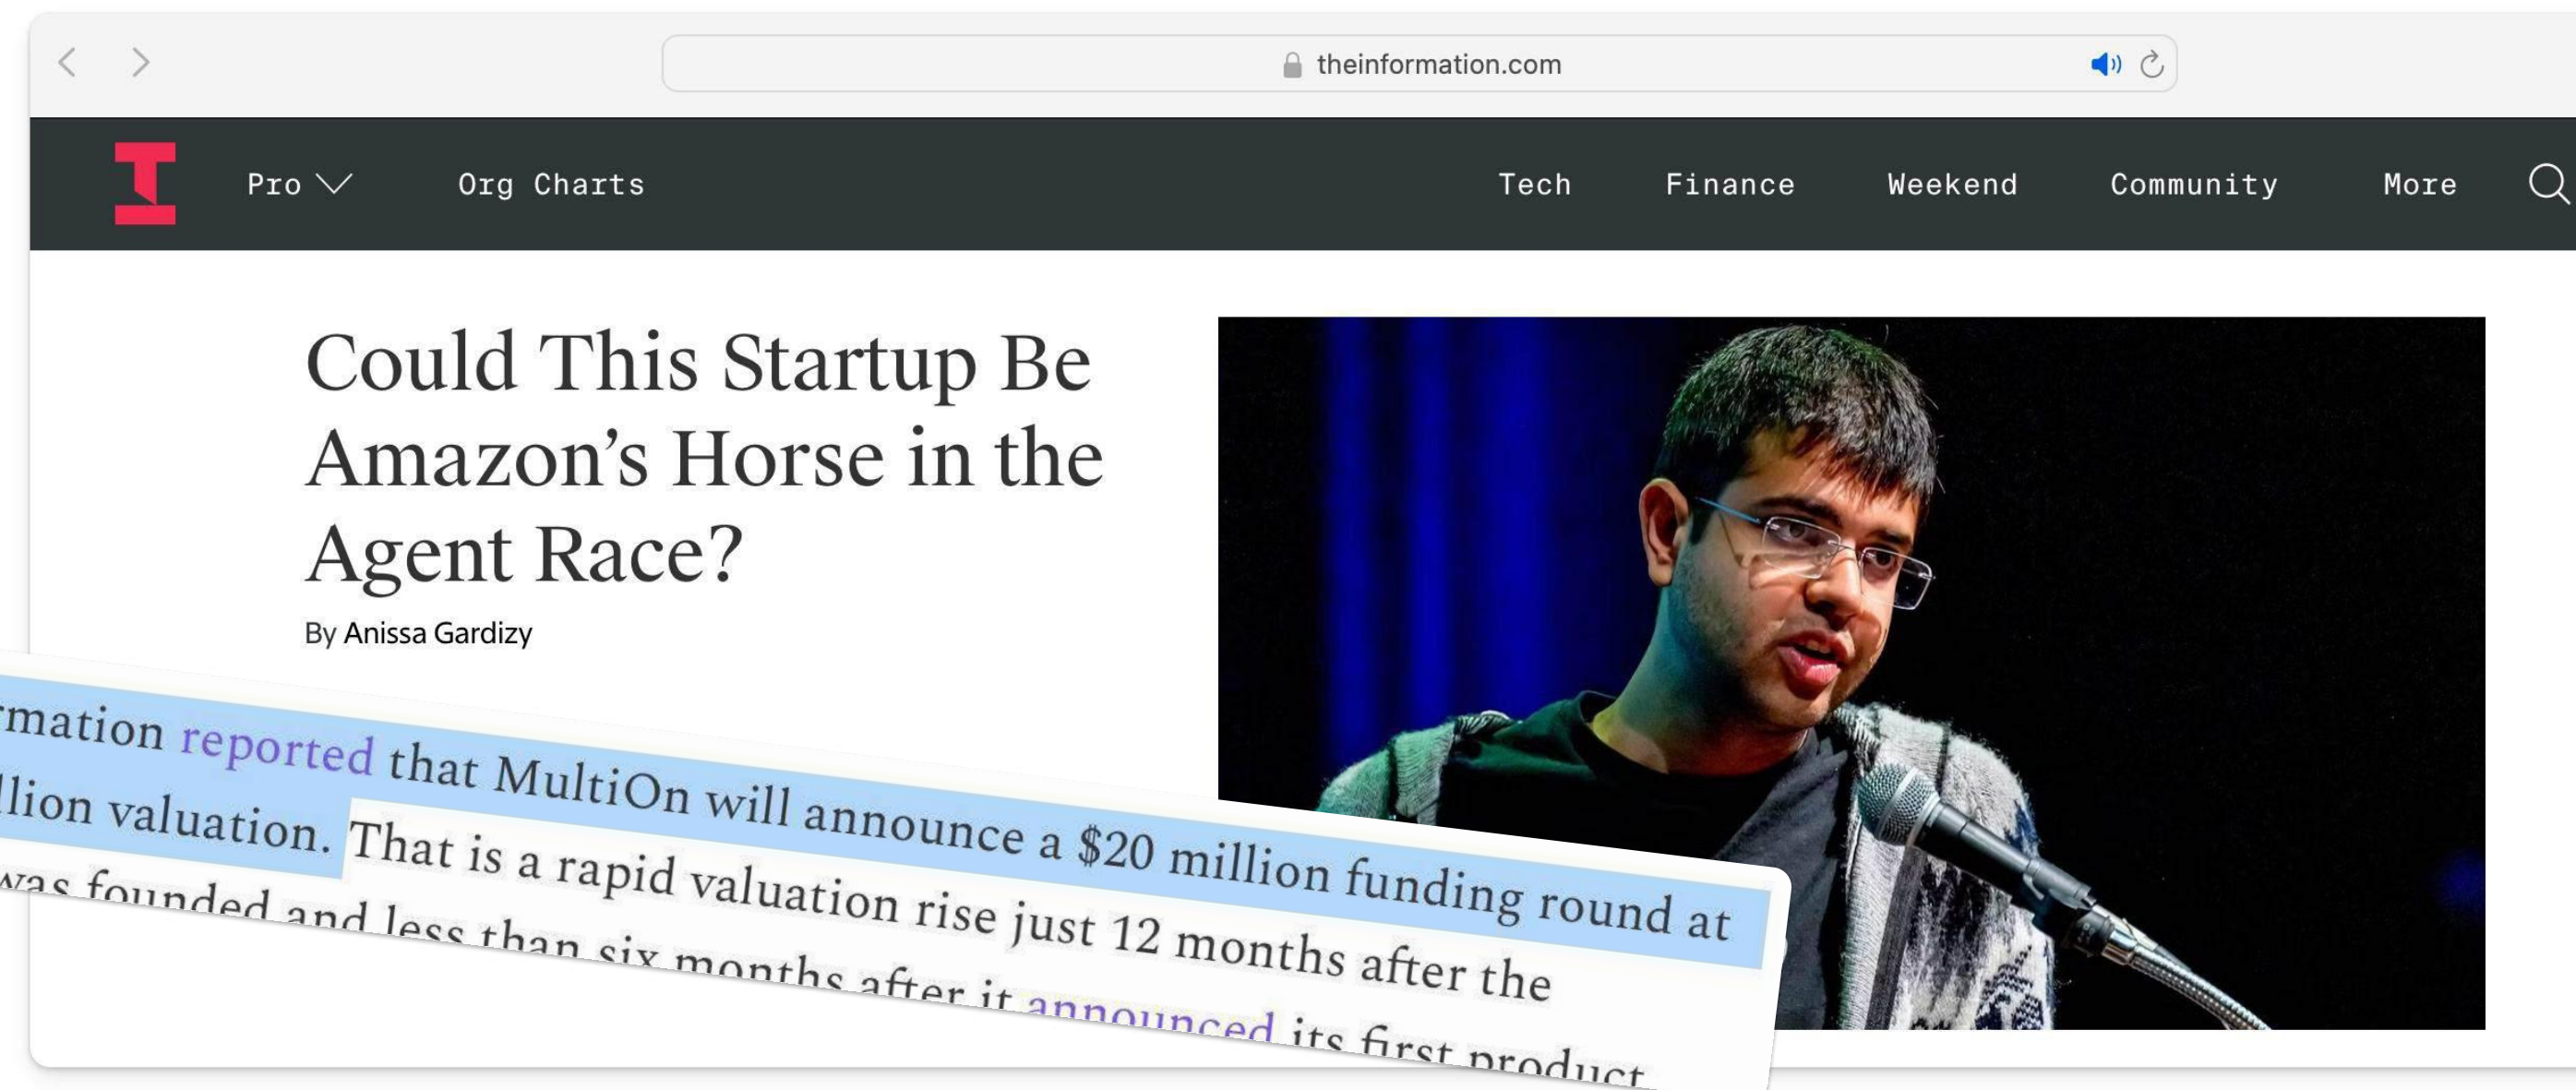 theinformation.com
Pro
Org Charts
Tech
Finance
Weekend
Community
More
Could This Startup Be
Amazon’s Horse in the
Agent Race?
By Anissa Gardizy
rmation reported that MultiOn will announce a $20 million funding round at
llion valuation. That is a rapid valuation rise just 12 months after the
was founded and less than six months after it announced its first product